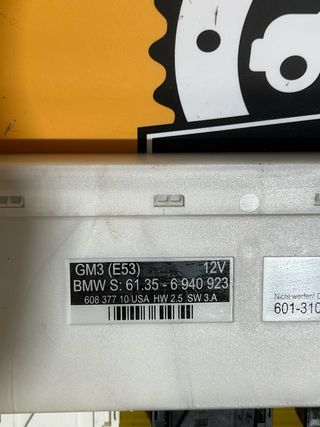 GM3 (E53) 12V
BMW S: 61.35 - 6 940 923
608 377 10 USA HW 2.5 SW 3.A
Nicht werfen!
601-310